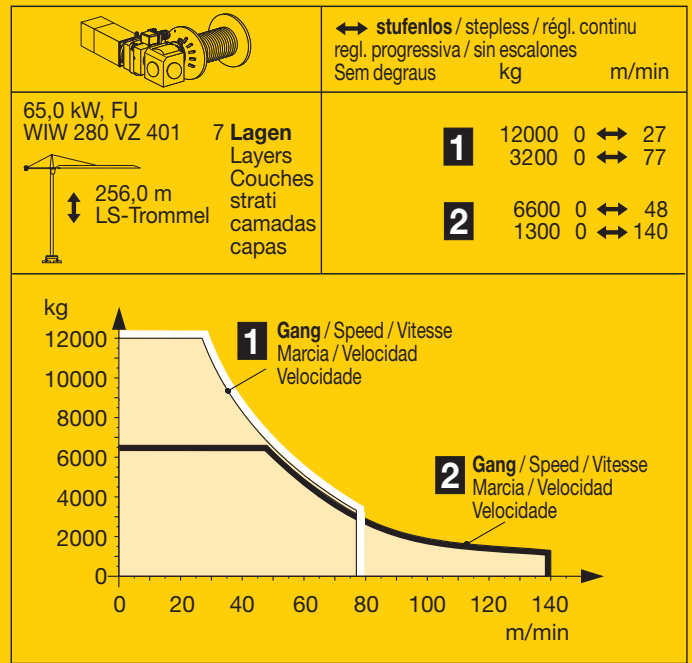 ↔ stufenlos / stepless / régl. continu
regl. progressiva / sin escalones
Sem degraus kg m/min
65,0 kW, FU
WIW 280 VZ 401
256,0 m
LS-Trommel
7 Lagen
Layers
Couches
strati
camadas
capas
1 12000 0 ↔ 27
3200 0 ↔ 77
2 6600 0 ↔ 48
1300 0 ↔ 140
kg
12000
10000
8000
6000
4000
2000
0
1 Gang / Speed / Vitesse
Marcia / Velocidad
Velocidade
2 Gang / Speed / Vitesse
Marcia / Velocidad
Velocidade
0 20 40 60 80 100 120 140
m/min